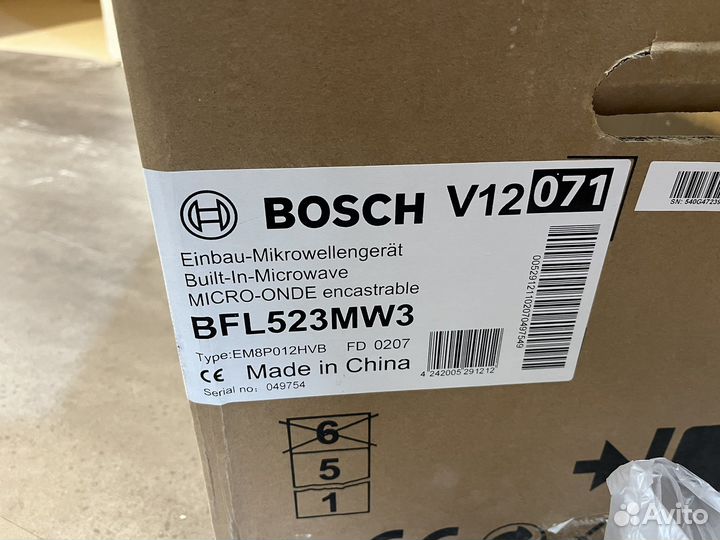 BOSCH V12 071
Einbau-Mikrowellengerät
Built-In-Microwave
MICRO-ONDE encastrable
BFL523MW3
Type:EM8P012HVB FD 0207
CE Made in China
Serial no: 049754
4 242005 291212
6
5
1
Avito